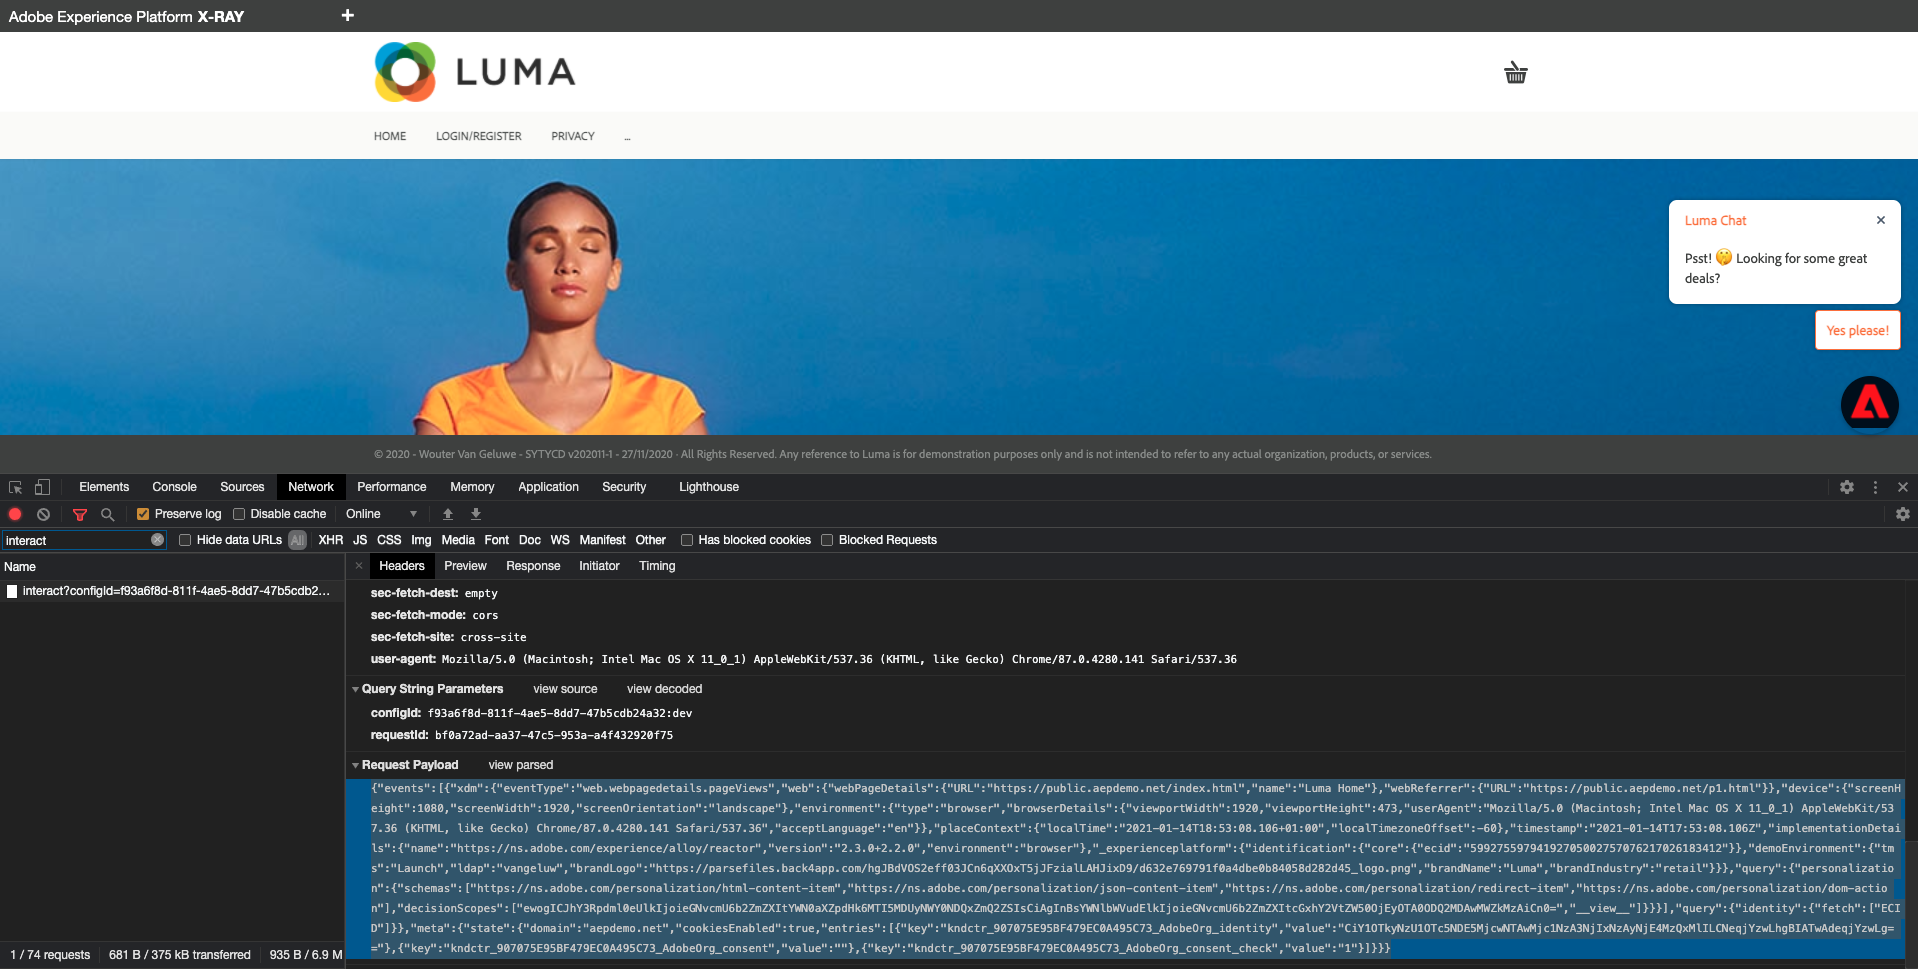 Adobe Experience Platform X-RAY +
LUMA
HOME LOGIN/REGISTER PRIVACY ...
Luma Chat ×
Psst! 🤫 Looking for some great
deals?
Yes please!
© 2020 - Wouter Van Geluwe - SYTYCD v202011-1 - 27/11/2020 · All Rights Reserved. Any reference to Luma is for demonstration purposes only and is not intended to refer to any actual organization, products, or services.
Elements Console Sources Network Performance Memory Application Security Lighthouse
Preserve log Disable cache Online
interact Hide data URLs All XHR JS CSS Img Media Font Doc WS Manifest Other Has blocked cookies Blocked Requests
Name × Headers Preview Response Initiator Timing
interact?configId=f93a6f8d-811f-4ae5-8dd7-47b5cdb2...
sec-fetch-dest: empty
sec-fetch-mode: cors
sec-fetch-site: cross-site
user-agent: Mozilla/5.0 (Macintosh; Intel Mac OS X 11_0_1) AppleWebKit/537.36 (KHTML, like Gecko) Chrome/87.0.4280.141 Safari/537.36
Query String Parameters view source view decoded
configId: f93a6f8d-811f-4ae5-8dd7-47b5cdb24a32:dev
requestId: bf0a72ad-aa37-47c5-953a-a4f432920f75
Request Payload view parsed
{"events":[{"xdm":{"eventType":"web.webpagedetails.pageViews","web":{"webPageDetails":{"URL":"https://public.aepdemo.net/index.html","name":"Luma Home"},"webReferrer":{"URL":"https://public.aepdemo.net/p1.html"}},"device":{"screenH
eight":1080,"screenWidth":1920,"screenOrientation":"landscape"},"environment":{"type":"browser","browserDetails":{"viewportWidth":1920,"viewportHeight":473,"userAgent":"Mozilla/5.0 (Macintosh; Intel Mac OS X 11_0_1) AppleWebKit/53
7.36 (KHTML, like Gecko) Chrome/87.0.4280.141 Safari/537.36","acceptLanguage":"en"}},"placeContext":{"localTime":"2021-01-14T18:53:08.106+01:00","localTimezoneOffset":-60},"timestamp":"2021-01-14T17:53:08.106Z","implementationDetai
ls":{"name":"https://ns.adobe.com/experience/alloy/reactor","version":"2.3.0+2.2.0","environment":"browser"},"_experienceplatform":{"identification":{"core":{"ecid":"59927559794192705002757076217026183412"}},"demoEnvironment":{"tm
s":"Launch","ldap":"vangeluw","brandLogo":"https://parsefiles.back4app.com/hgJBdVOS2eff03JCn6qXXOxT5jJFzialLAHJixD9/d632e769791f0a4dbe0b84058d282d45_logo.png","brandName":"Luma","brandIndustry":"retail"}}},"query":{"personalizatio
n":{"schemas":["https://ns.adobe.com/personalization/html-content-item","https://ns.adobe.com/personalization/json-content-item","https://ns.adobe.com/personalization/redirect-item","https://ns.adobe.com/personalization/dom-actio
n"],"decisionScopes":["ewogICJhY3Rpdml0eUlkIjoieGNvcmU6b2ZmZXItYWN0aXZpdHk6MTI5MDUyNWY0NDQxZmQ2ZSIsCiAgInBsYWNlbWVudElkIjoieGNvcmU6b2ZmZXItcGxhY2VtZW50OjEyOTA0ODQ2MDAwMWZkMzAiCn0=","__view__"]}}}],"query":{"identity":{"fetch":["ECI
D"]}},"meta":{"state":{"domain":"aepdemo.net","cookiesEnabled":true,"entries":[{"key":"kndctr_907075E95BF479EC0A495C73_AdobeOrg_identity","value":"CiY1OTkyNzU1OTc5NDE5MjcwNTAwMjc1NzA3NjIxNzAyNjE4MzQxMlILCNeqjYzwLhgBIATwAdeqjYzwLg=
="},{"key":"kndctr_907075E95BF479EC0A495C73_AdobeOrg_consent","value":""},{"key":"kndctr_907075E95BF479EC0A495C73_AdobeOrg_consent_check","value":"1"}]}}}
1 / 74 requests 681 B / 375 kB transferred 935 B / 6.9 M